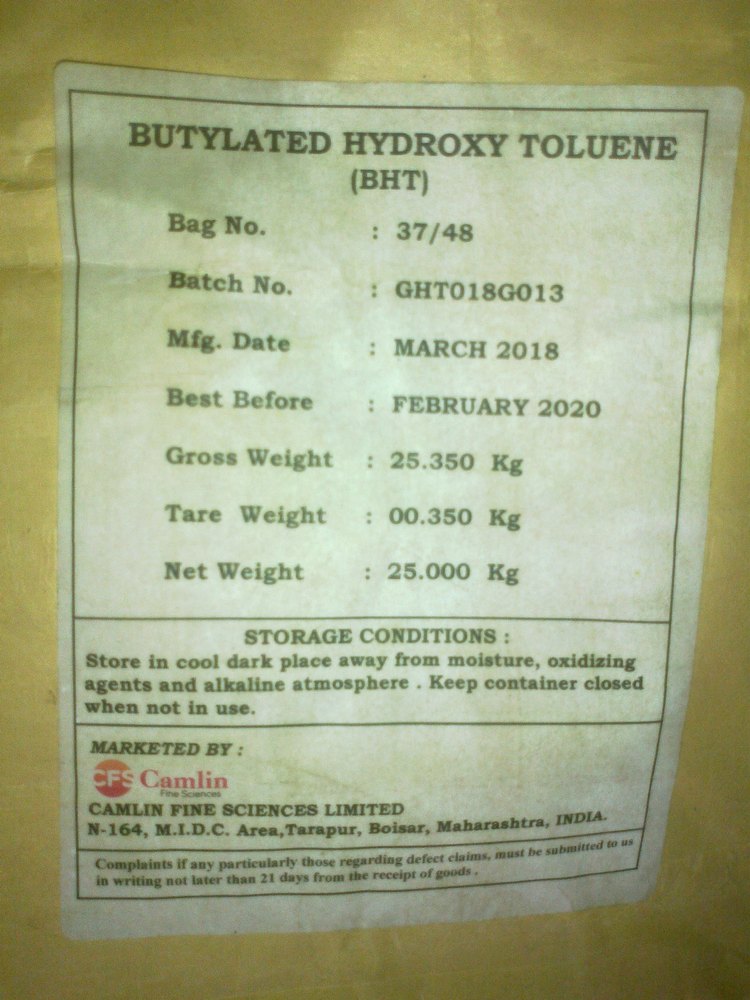 BUTYLATED HYDROXY TOLUENE
(BHT)
Bag No. : 37/48
Batch No. : GHT018G013
Mfg. Date : MARCH 2018
Best Before : FEBRUARY 2020
Gross Weight : 25.350 Kg
Tare Weight : 00.350 Kg
Net Weight : 25.000 Kg
STORAGE CONDITIONS :
Store in cool dark place away from moisture, oxidizing
agents and alkaline atmosphere . Keep container closed
when not in use.
MARKETED BY :
CFS Camlin
Fine Sciences
CAMLIN FINE SCIENCES LIMITED
N-164, M.I.D.C. Area,Tarapur, Boisar, Maharashtra, INDIA.
Complaints if any particularly those regarding defect claims, must be submitted to us
in writing not later than 21 days from the receipt of goods .